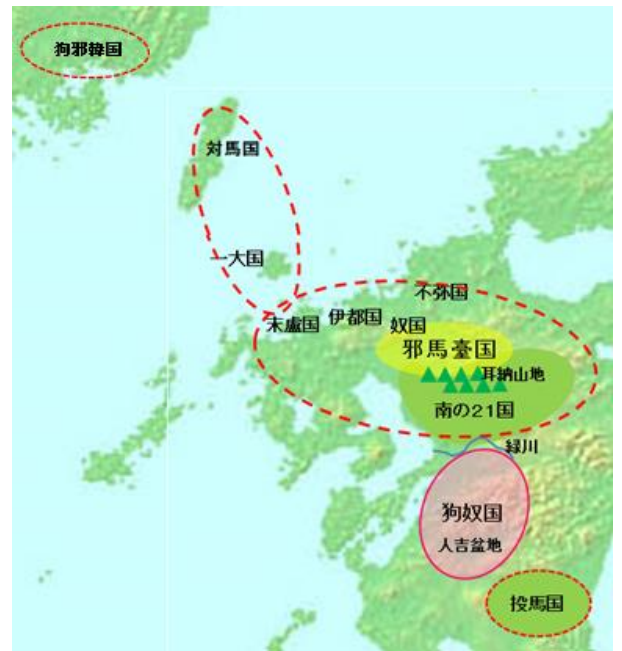 狗邪韓国
対馬国
一大国
不弥国
末盧国
伊都国
奴国
邪馬臺国
耳納山地
南の21国
緑川
狗奴国
人吉盆地
投馬国